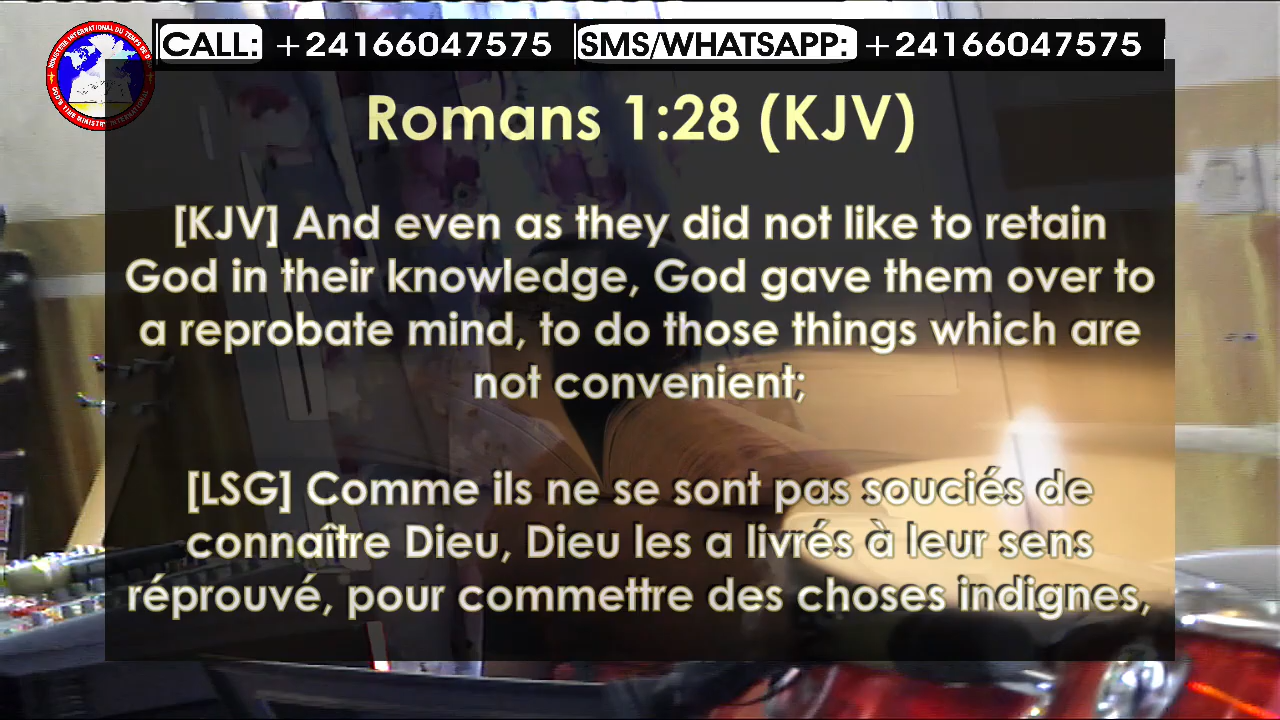 CALL: +24166047575 SMS/WHATSAPP: +24166047575
Romans 1:28 (KJV)
[KJV] And even as they did not like to retain
God in their knowledge, God gave them over to
a reprobate mind, to do those things which are
not convenient;
[LSG] Comme ils ne se sont pas souciés de
connaître Dieu, Dieu les a livrés à leur sens
réprouvé, pour commettre des choses indignes,